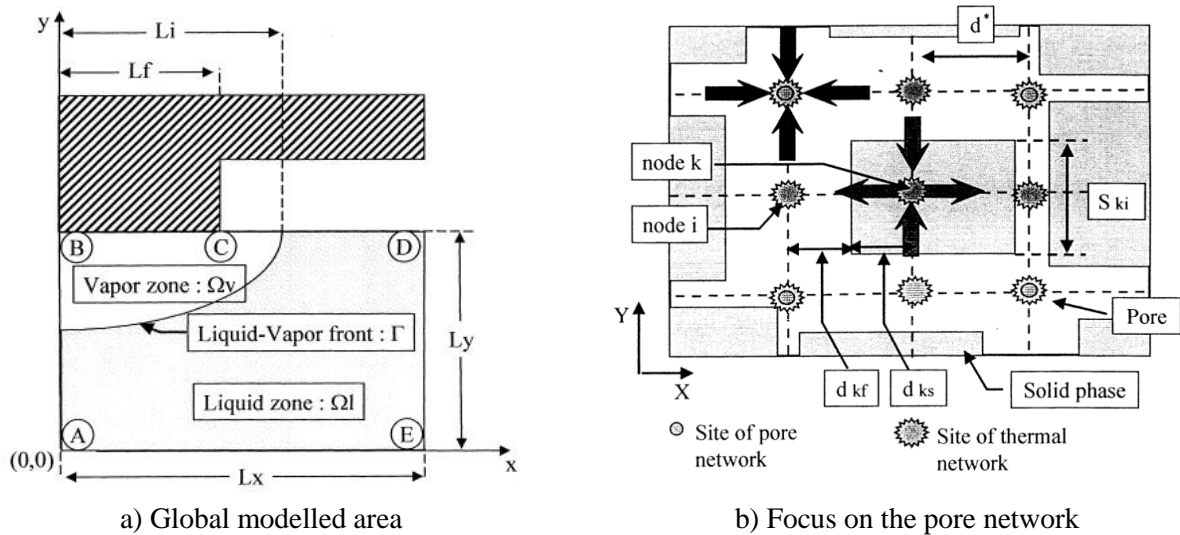 y
Li
Lf
B
C
D
Vapor zone : Ωv
Liquid-Vapor front : Γ
Ly
Liquid zone : Ωl
A
E
(0,0)
x
Lx
a) Global modelled area
d*
node k
node i
S ki
Y
X
Pore
d kf
d ks
Solid phase
Site of pore
network
Site of thermal
network
b) Focus on the pore network